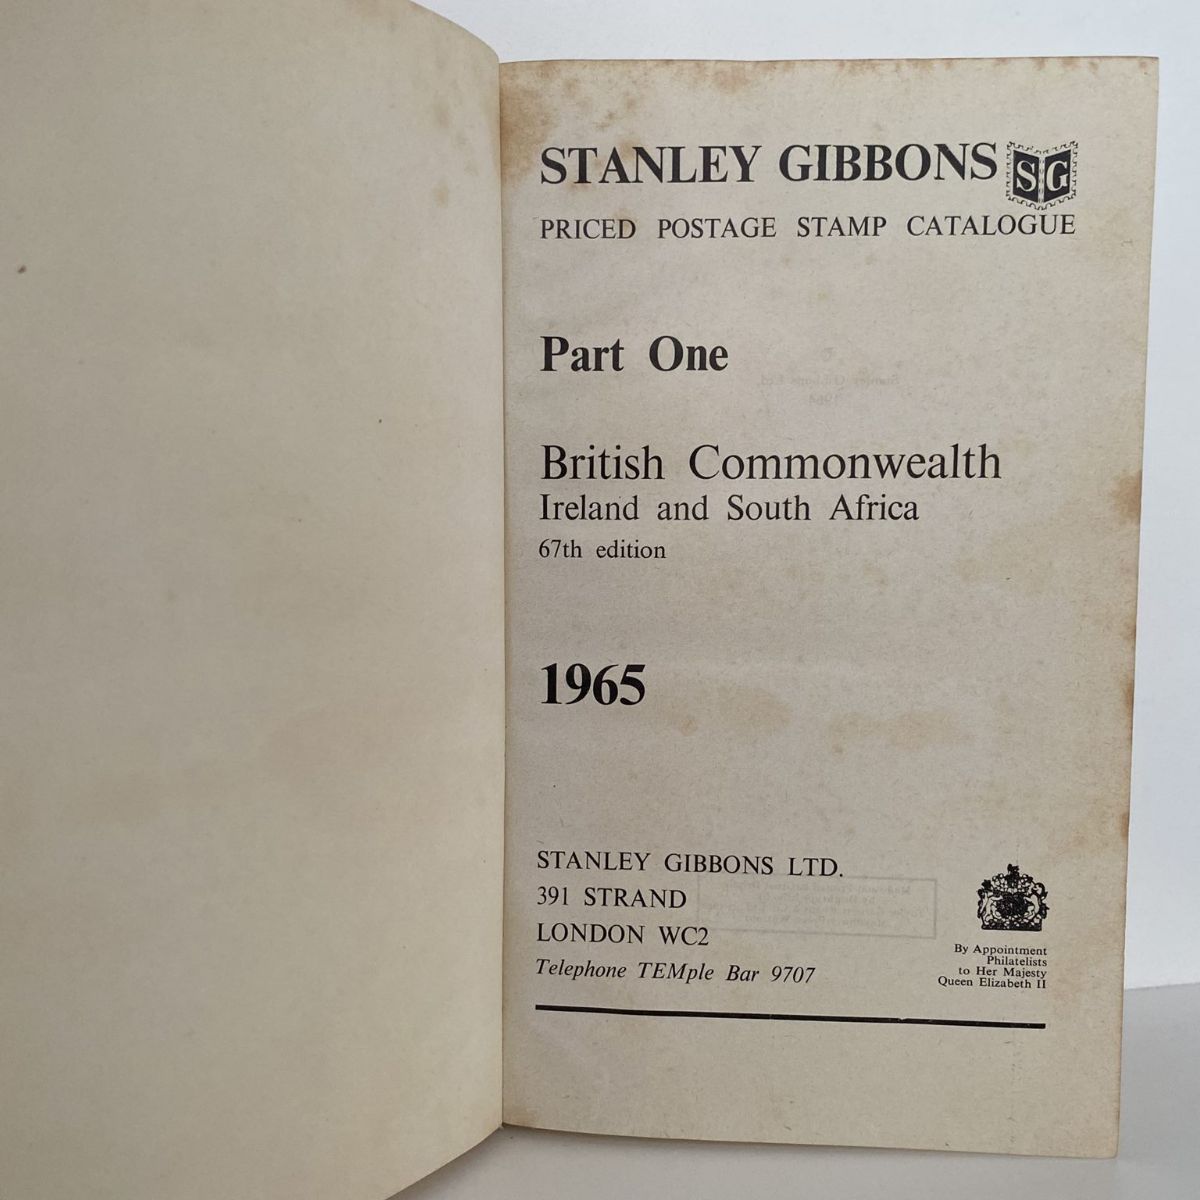 STANLEY GIBBONS SG
PRICED POSTAGE STAMP CATALOGUE
Part One
British Commonwealth
Ireland and South Africa
67th edition
1965
STANLEY GIBBONS LTD.
391 STRAND
LONDON WC2
Telephone TEMple Bar 9707
By Appointment
Philatelists
to Her Majesty
Queen Elizabeth II